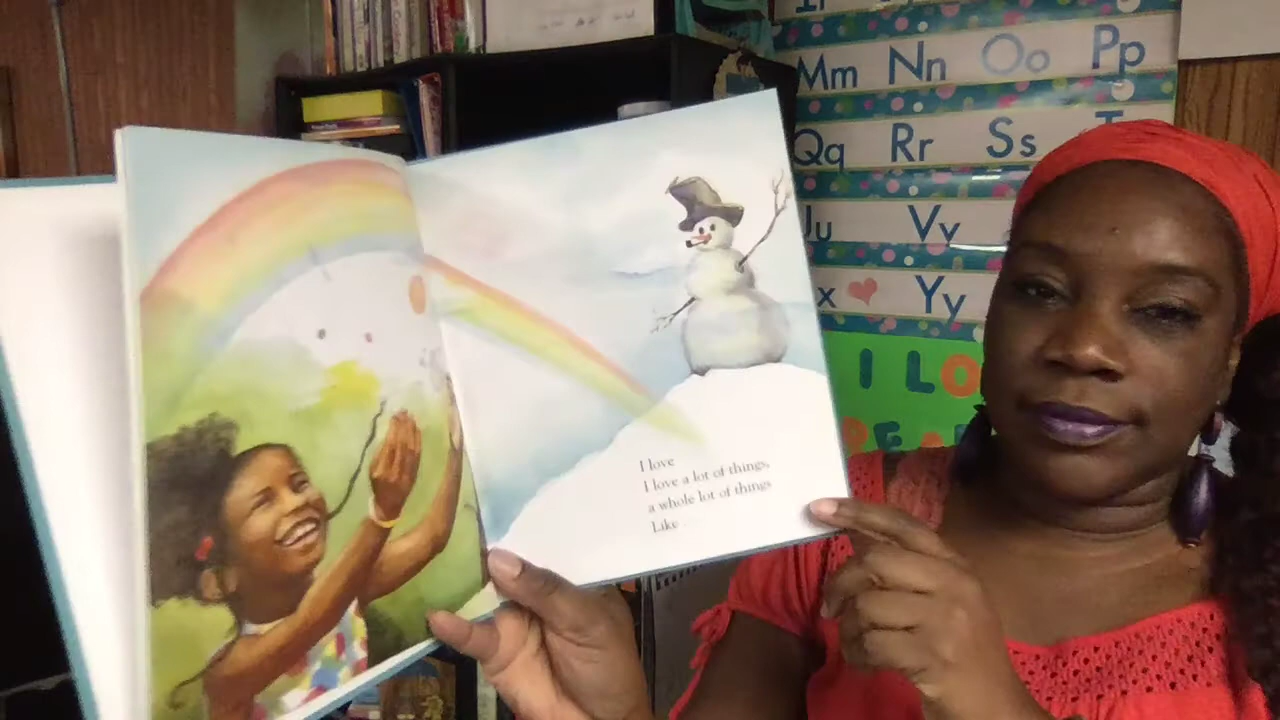 Mm Nn Oo Pp
Qq Rr Ss
Vv
Yy
I LO
I love
I love a lot of things,
a whole lot of things
Like